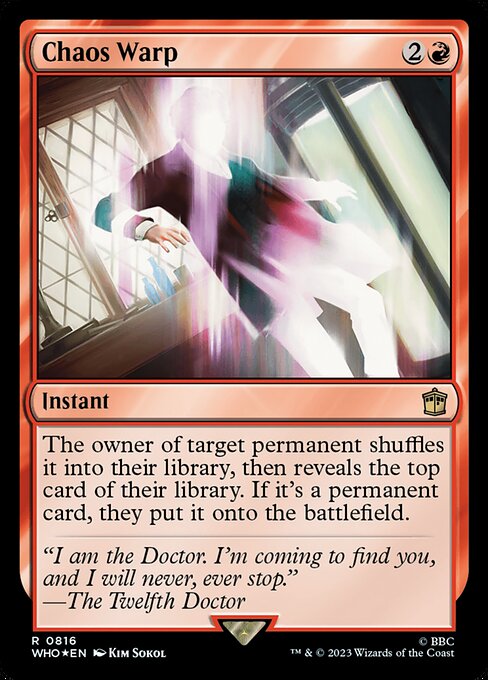 Chaos Warp 2
Instant
The owner of target permanent shuffles
it into their library, then reveals the top
card of their library. If it's a permanent
card, they put it onto the battlefield.
“I am the Doctor. I'm coming to find you,
and I will never, ever stop.”
—The Twelfth Doctor
R 0816
WHO★EN Kim Sokol
© BBC
™ & © 2023 Wizards of the Coast